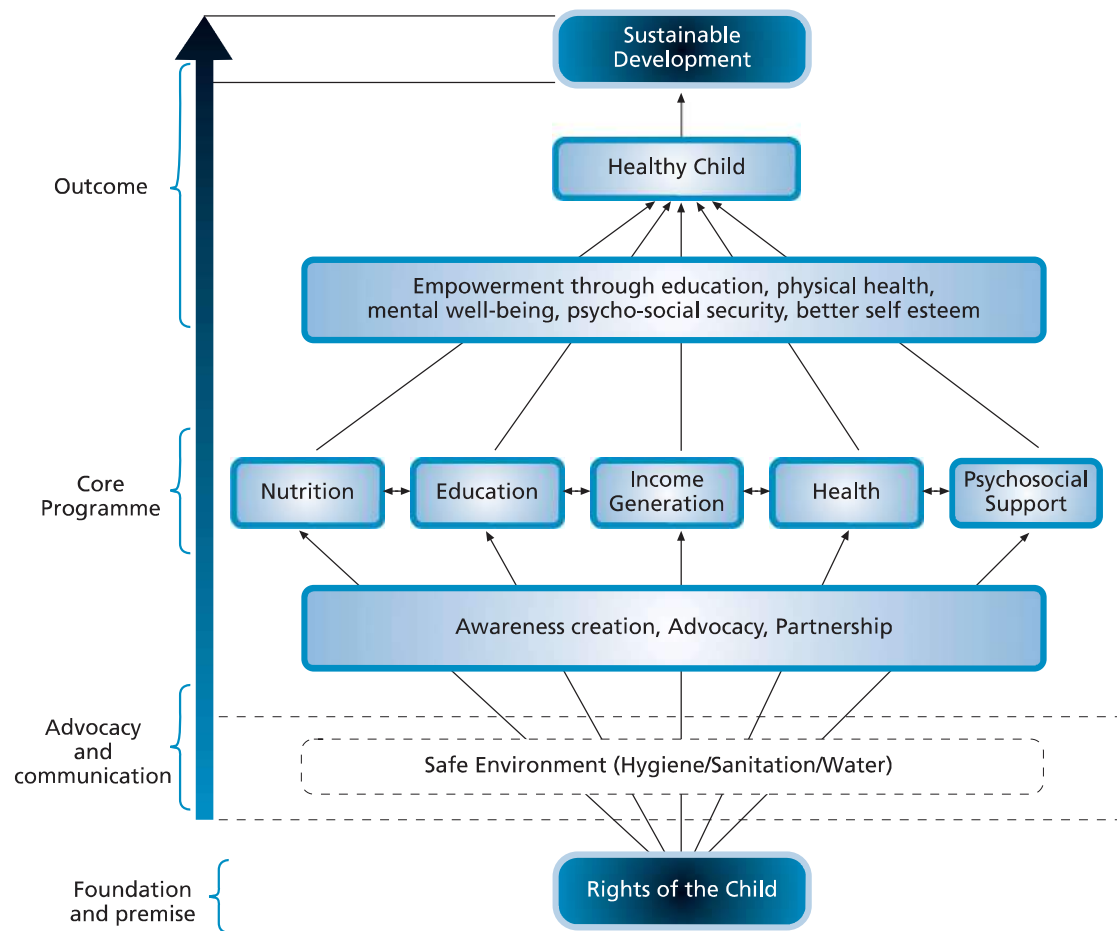 Sustainable
Development
Outcome
Healthy Child
Empowerment through education, physical health,
mental well-being, psycho-social security, better self esteem
Core
Programme
Nutrition
Education
Income
Generation
Health
Psychosocial
Support
Awareness creation, Advocacy, Partnership
Advocacy
and
communication
Safe Environment (Hygiene/Sanitation/Water)
Foundation
and premise
Rights of the Child